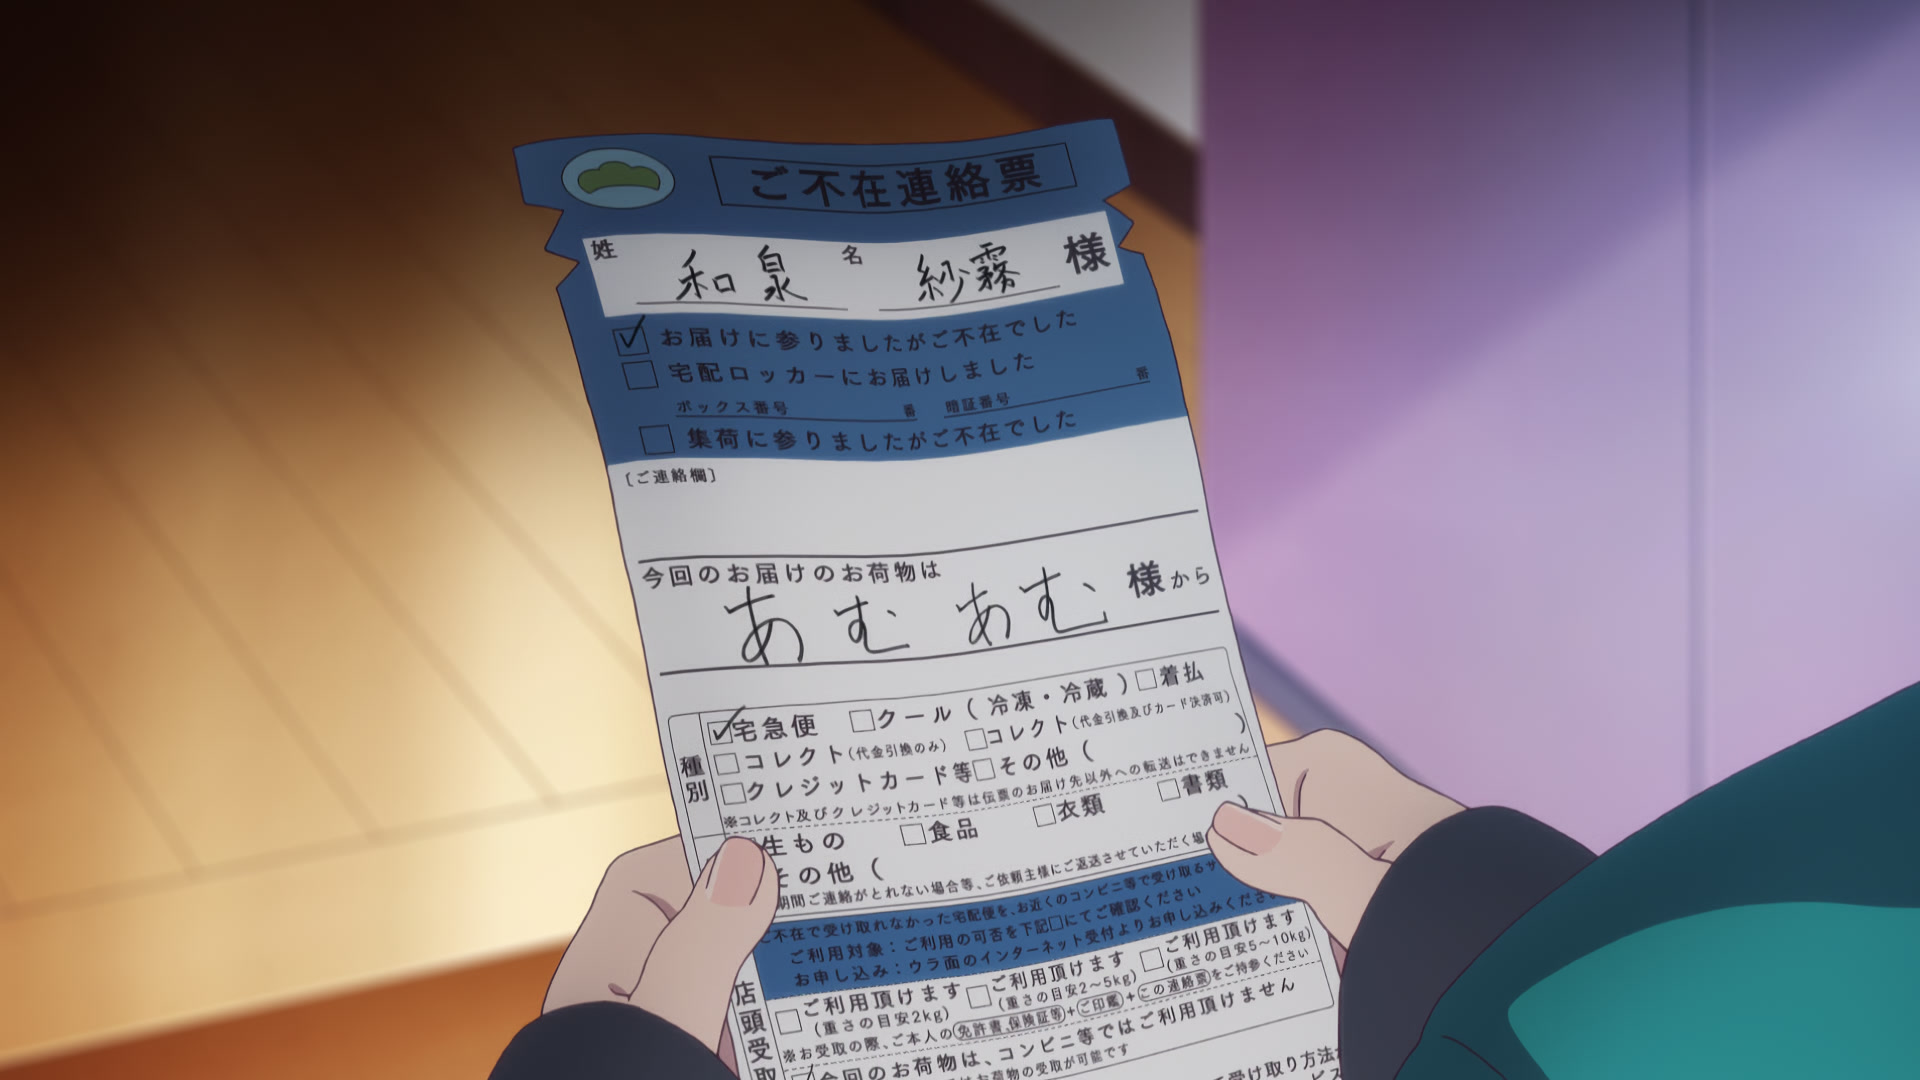 ご不在連絡票
姓 和泉 名 紗霧 様
お届けに参りましたがご不在でした
宅配ロッカーにお届けしました
ボックス番号 番 暗証番号 番
集荷に参りましたがご不在でした
〔ご連絡欄〕
今回のお届けのお荷物は
あむあむ 様から
種別
宅急便 クール(冷凍・冷蔵) 着払
コレクト(代金引換のみ) コレクト(代金引換及びカード決済可)
クレジットカード等 その他( )
※コレクト及びクレジットカード等は伝票のお届け先以外への転送はできません
生もの 食品 衣類 書類
その他( )
期間ご連絡がとれない場合等、ご依頼主様にご返送させていただく場
ご不在で受け取れなかった宅配便を、お近くのコンビニ等で受け取るサ
ご利用対象：ご利用の可否を下記□にてご確認ください
お申し込み：ウラ面のインターネット受付よりお申し込みください
店頭受取
ご利用頂けます ご利用頂けます ご利用頂けます
(重さの目安2kg) (重さの目安2～5kg) (重さの目安5～10kg)
※お受取の際、ご本人の免許書、保険証等+ご印鑑+この連絡票をご持参ください
今回のお荷物は、コンビニ等ではご利用頂けません
はお荷物の受取が可能です
受け取り方法